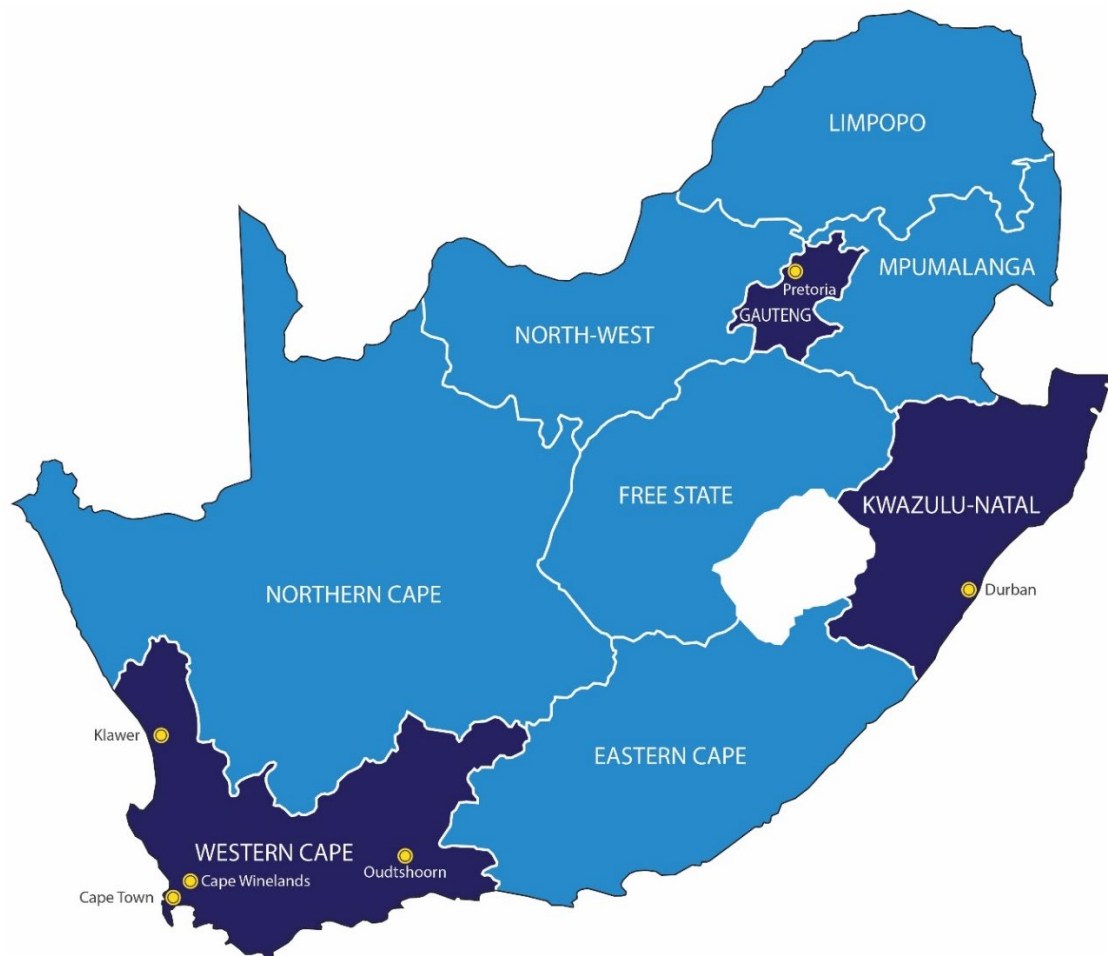 LIMPOPO
MPUMALANGA
Pretoria
GAUTENG
NORTH-WEST
FREE STATE
KWAZULU-NATAL
Durban
NORTHERN CAPE
Klawer
EASTERN CAPE
WESTERN CAPE
Oudtshoorn
Cape Winelands
Cape Town